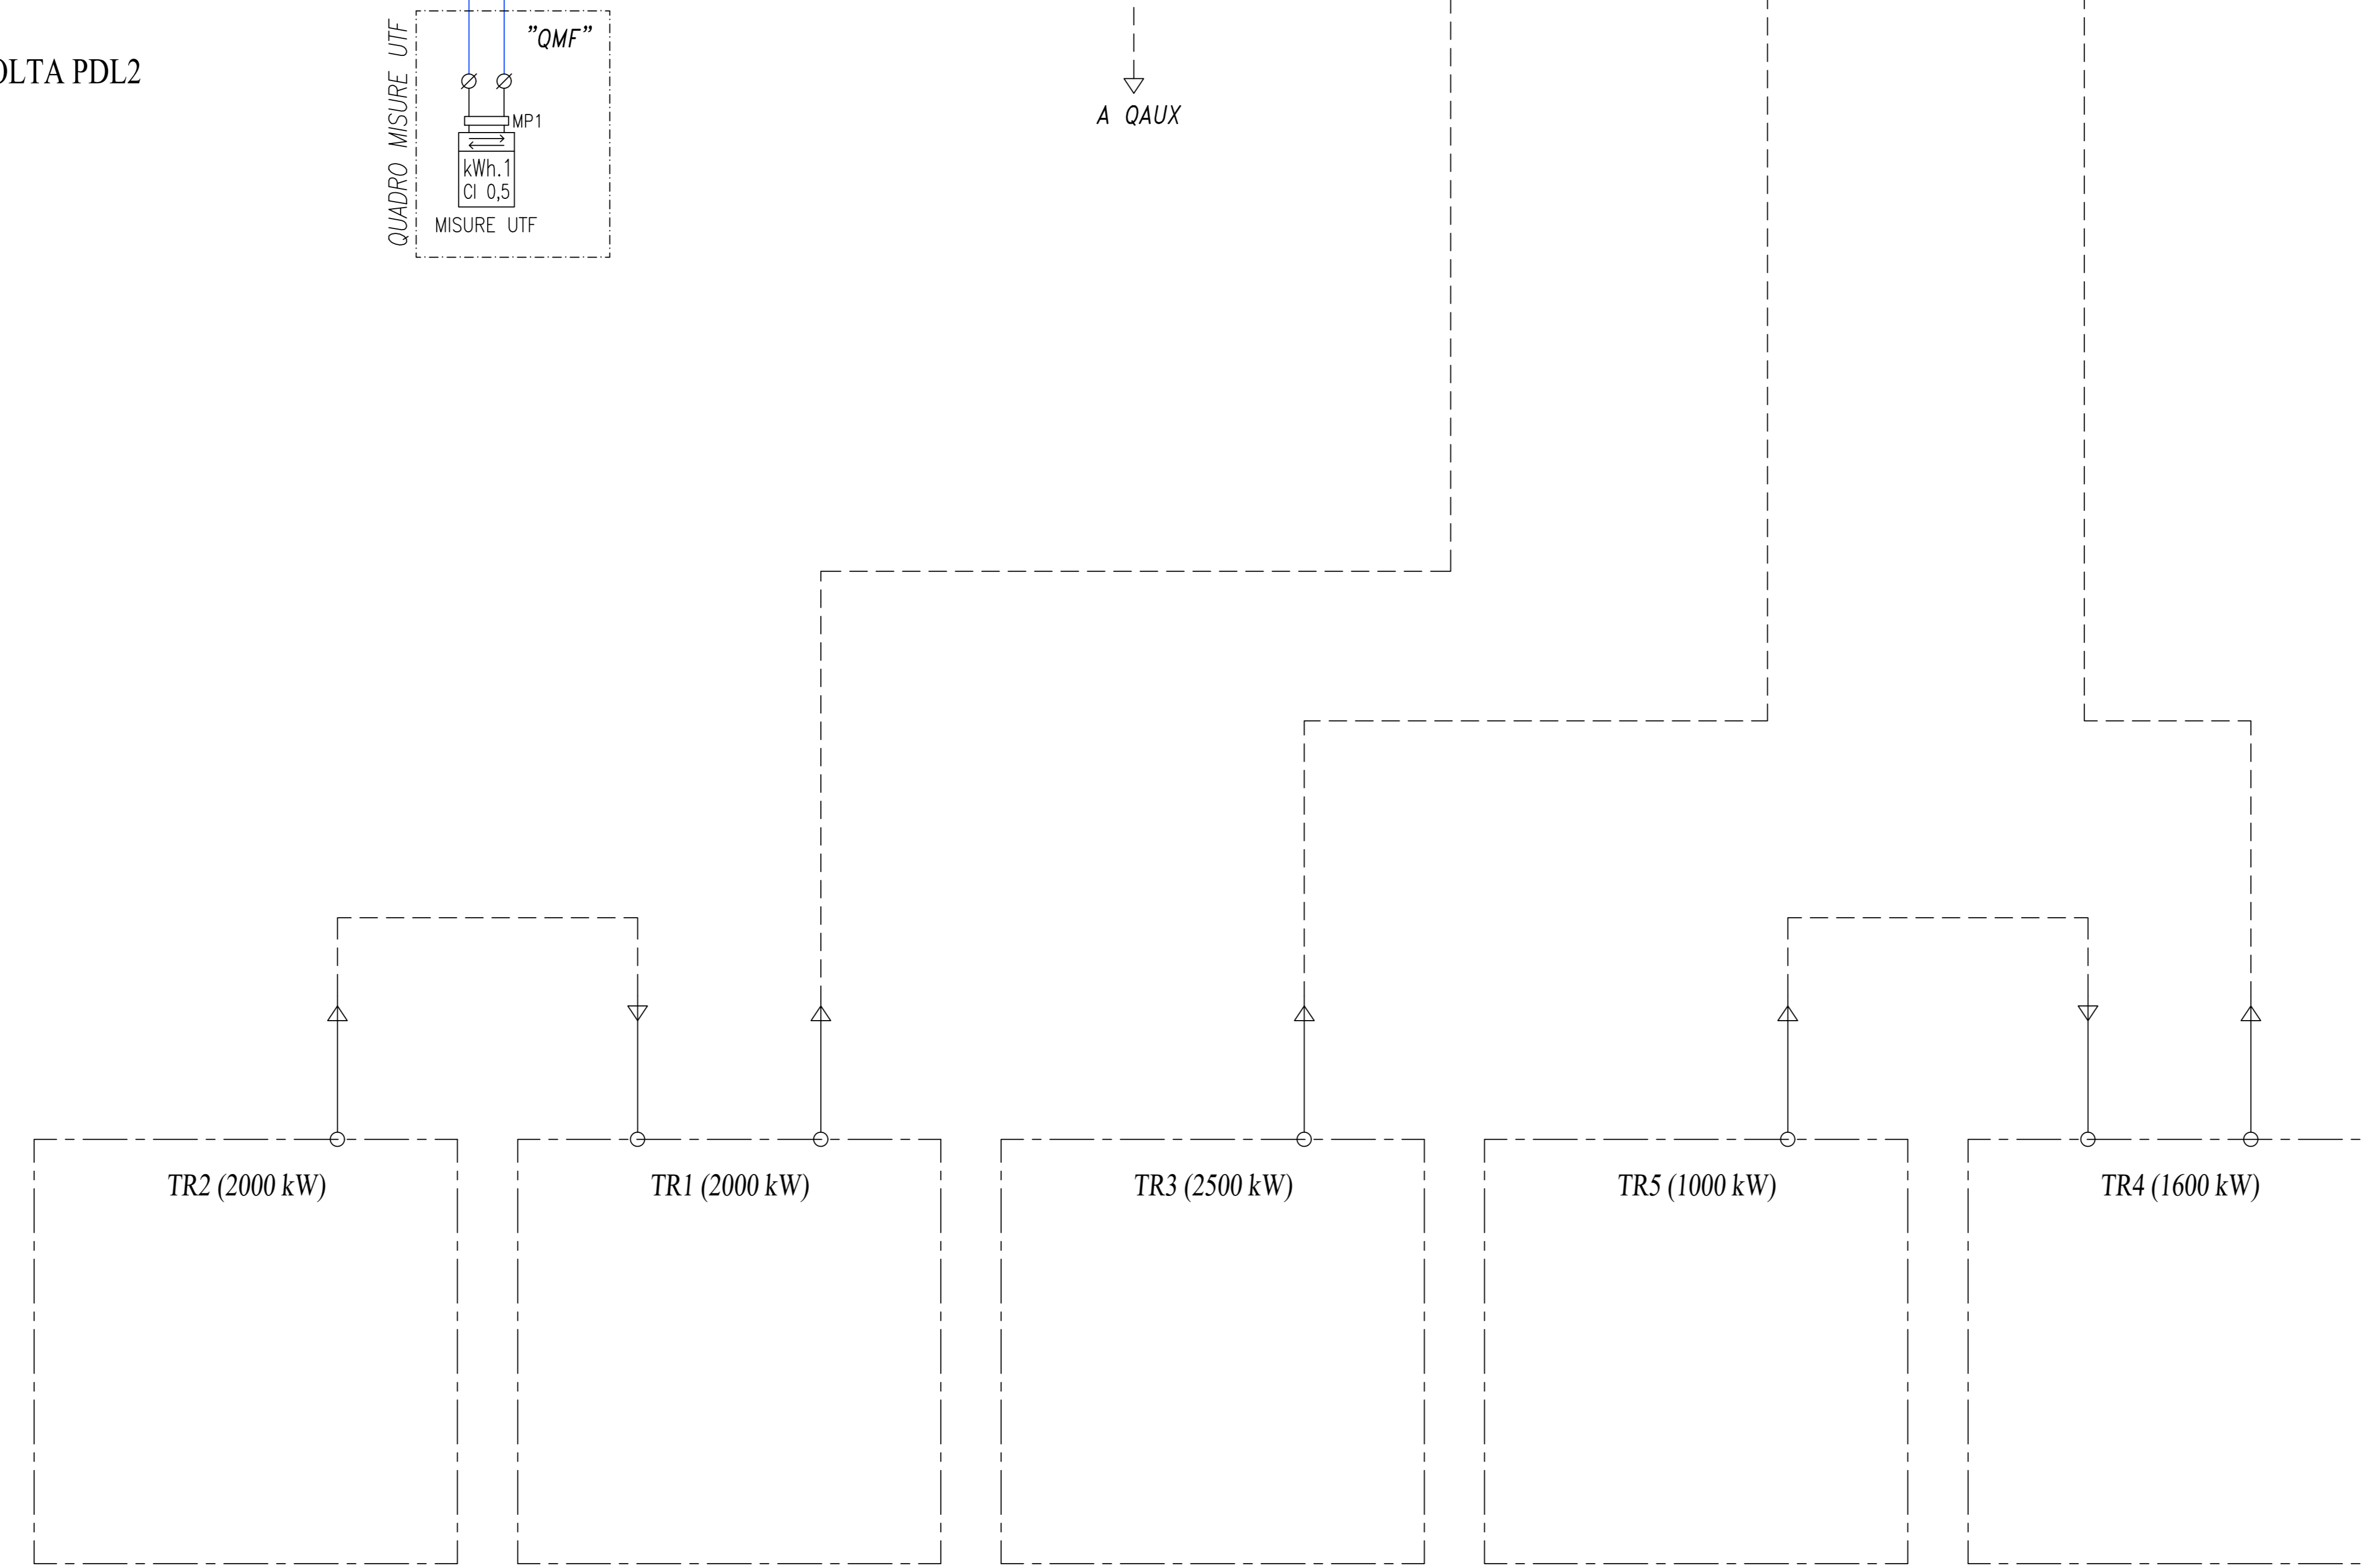 PDL2
QUADRO MISURE UTF
"QMF"
MP1
kWh.1
Cl 0,5
MISURE UTF
A QAUX
TR2 (2000 kW)
TR1 (2000 kW)
TR3 (2500 kW)
TR5 (1000 kW)
TR4 (1600 kW)